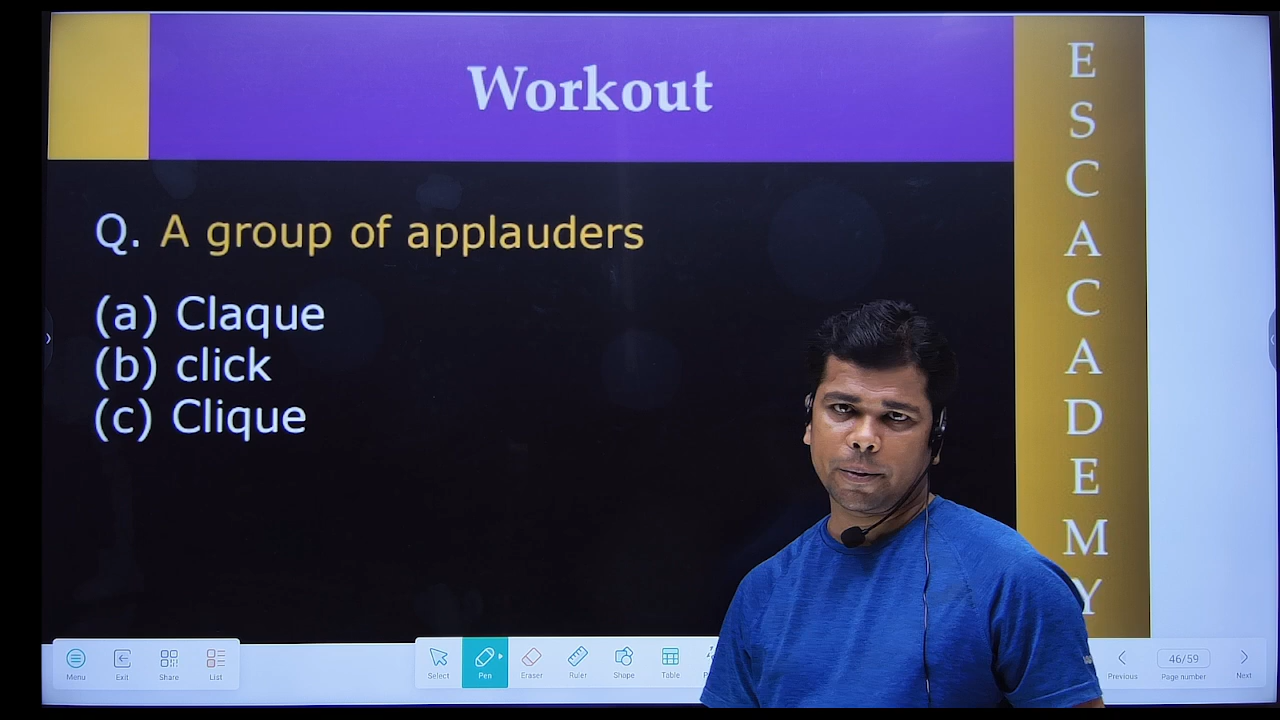 Workout
E
S
C
A
C
A
D
E
M
Y
Q. A group of applauders
(a) Claque
(b) click
(c) Clique
Menu
Exit
Share
List
Select
Pen
Eraser
Ruler
Shape
Table
Previous
46/59
Page number
Next